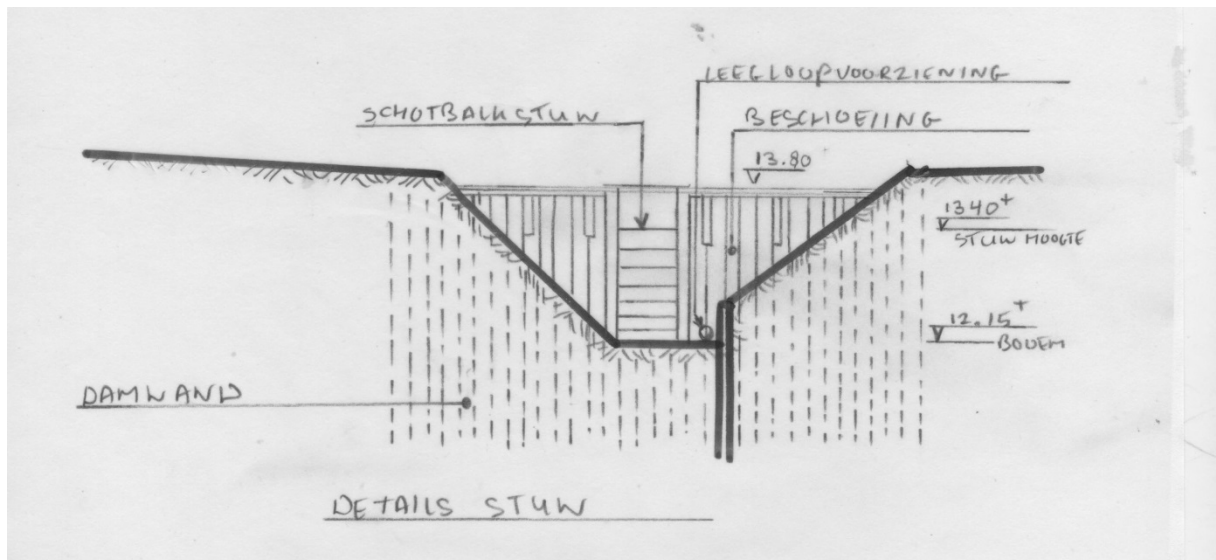 LEEGLOOPVOORZIENING
SCHOTBALKSTUW
BESCHOEIING
13.80
1340+
STUW HOOGTE
12.15+
BODEM
DAMWAND
DETAILS STUW